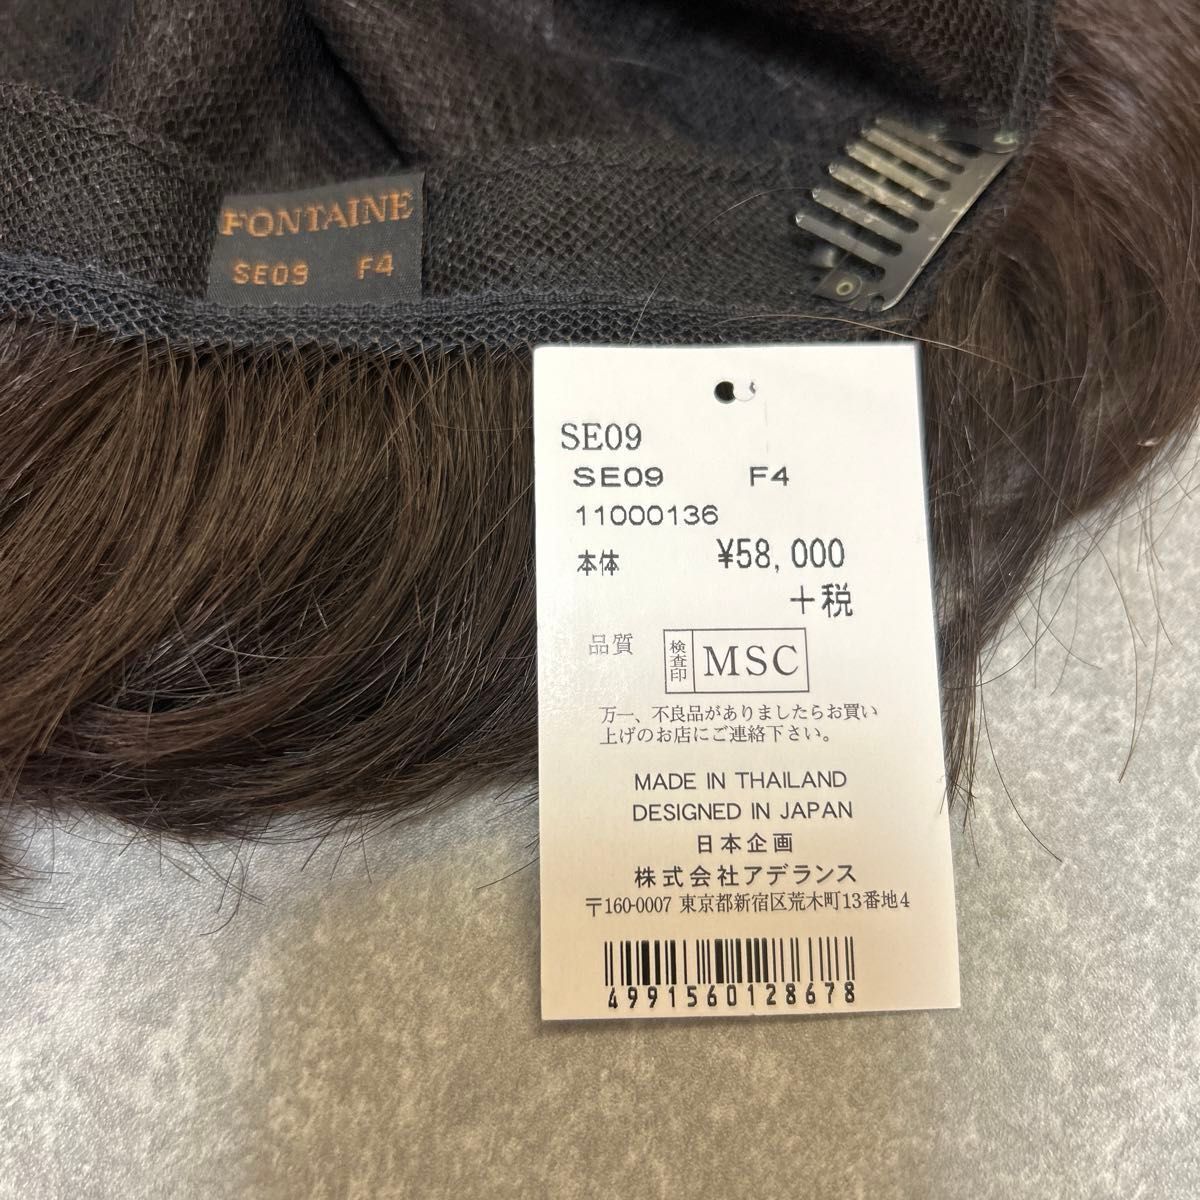 FONTAINE
SE09 F4
SE09
SE09 F4
11000136
本体 ¥58,000
+税
品質 検査印 MSC
万一、不良品がありましたらお買い
上げのお店にご連絡下さい。
MADE IN THAILAND
DESIGNED IN JAPAN
日本企画
株式会社アデランス
〒160-0007 東京都新宿区荒木町13番地4
4991560128678